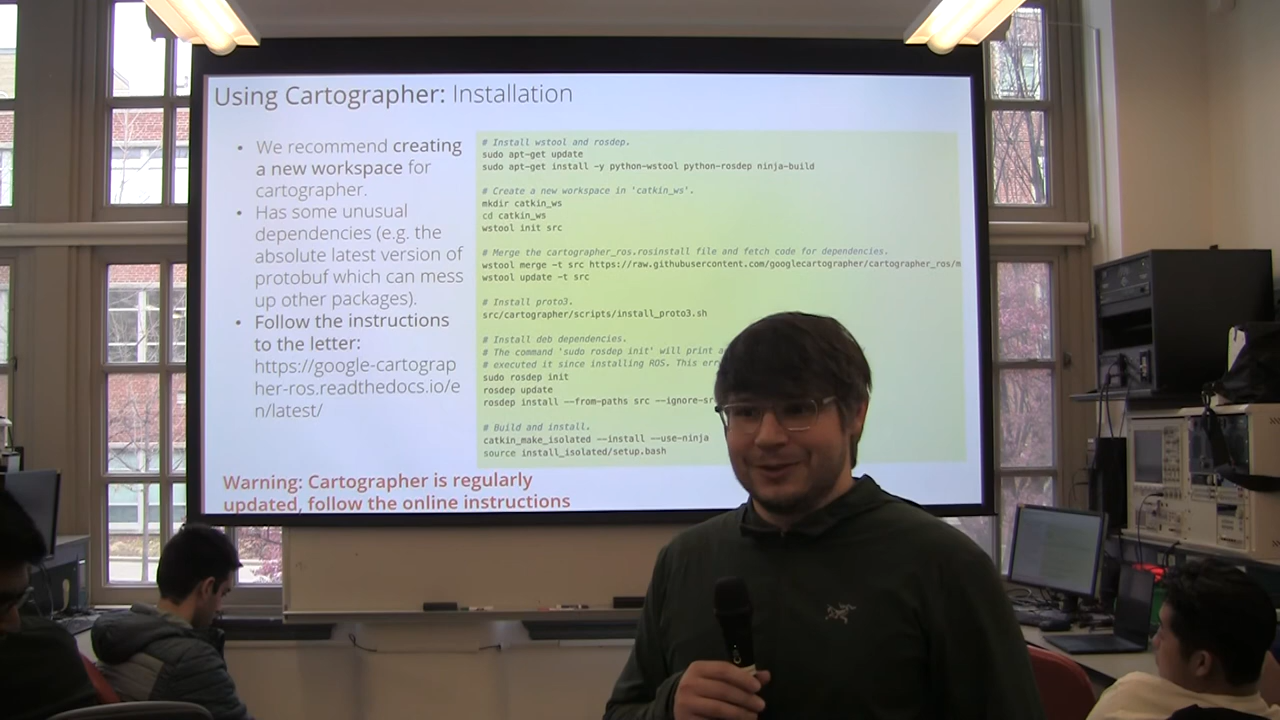 Using Cartographer: Installation
• We recommend creating
a new workspace for
cartographer.
• Has some unusual
dependencies (e.g. the
absolute latest version of
protobuf which can mess
up other packages).
• Follow the instructions
to the letter:
https://google-cartograp
her-ros.readthedocs.io/e
n/latest/
Warning: Cartographer is regularly
updated, follow the online instructions
# Install wstool and rosdep.
sudo apt-get update
sudo apt-get install -y python-wstool python-rosdep ninja-build
# Create a new workspace in 'catkin_ws'.
mkdir catkin_ws
cd catkin_ws
wstool init src
# Merge the cartographer_ros.rosinstall file and fetch code for dependencies.
wstool merge -t src https://raw.githubusercontent.com/googlecartographer/cartographer_ros/m
wstool update -t src
# Install proto3.
src/cartographer/scripts/install_proto3.sh
# Install deb dependencies.
# The command 'sudo rosdep init' will print a
# executed it since installing ROS. This err
sudo rosdep init
rosdep update
rosdep install --from-paths src --ignore-sr
# Build and install.
catkin_make_isolated --install --use-ninja
source install_isolated/setup.bash